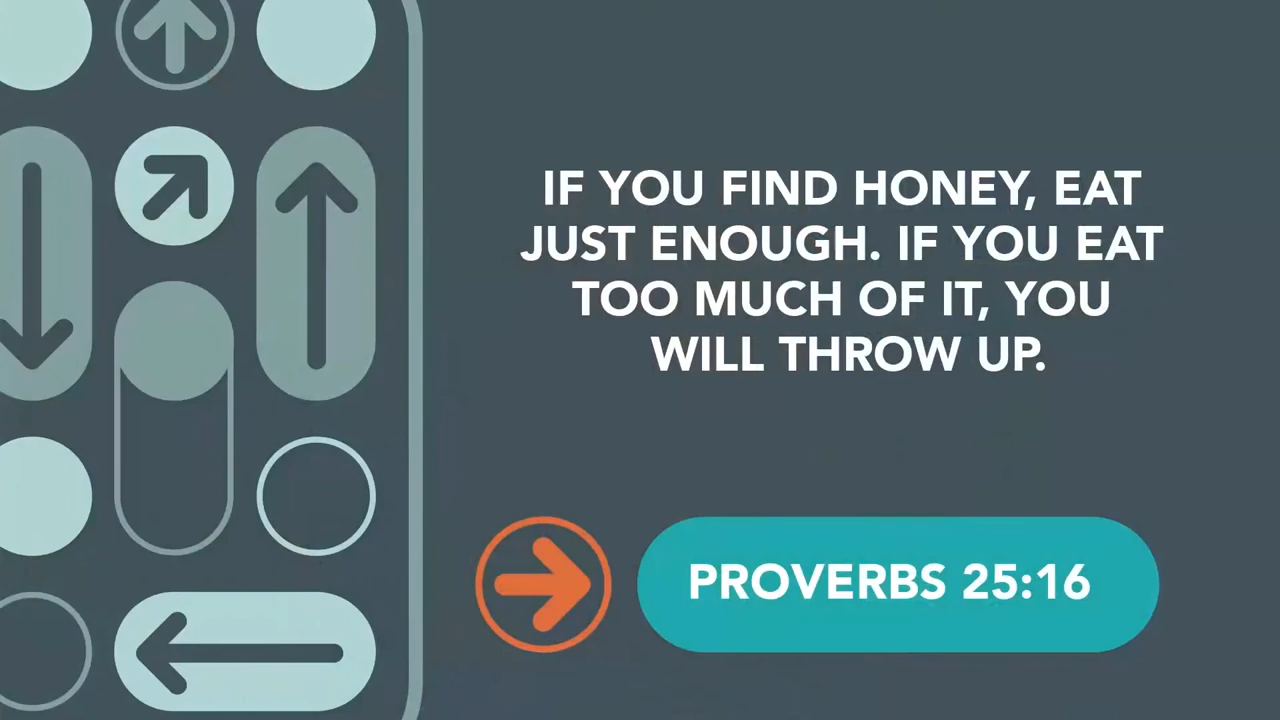 IF YOU FIND HONEY, EAT
JUST ENOUGH. IF YOU EAT
TOO MUCH OF IT, YOU
WILL THROW UP.
PROVERBS 25:16